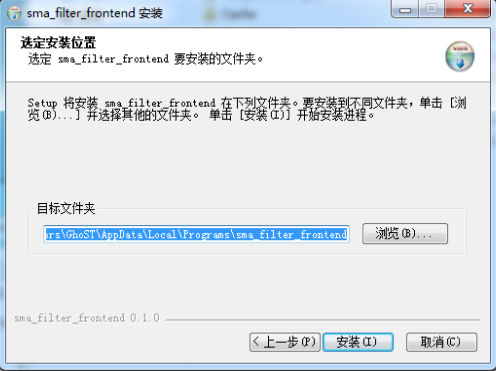 sma_filter_frontend 安装
Cache
选定安装位置
选定 sma_filter_frontend 要安装的文件夹。
Setup 将安装 sma_filter_frontend 在下列文件夹。要安装到不同文件夹，单击 [浏
览(B)...] 并选择其他的文件夹。 单击 [安装(I)] 开始安装进程。
目标文件夹
ers\GhoST\AppData\Local\Programs\sma_filter_frontend
浏览(B)...
sma_filter_frontend 0.1.0
< 上一步(P)
安装(I)
取消(C)